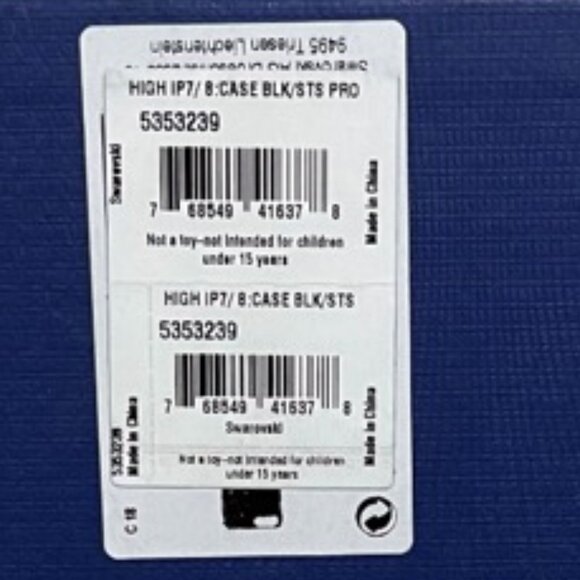 9495 Triesen Liechtenstein
HIGH IP7/ 8:CASE BLK/STS PRO
5353239
Swarovski
7 68549 41637 8
Made in China
Not a toy-not intended for children
under 15 years
HIGH IP7/ 8:CASE BLK/STS
5353239
7 68549 41637 8
Swarovski
Made in China
5353239
Made in China
Not a toy-not intended for children
under 15 years
C 18